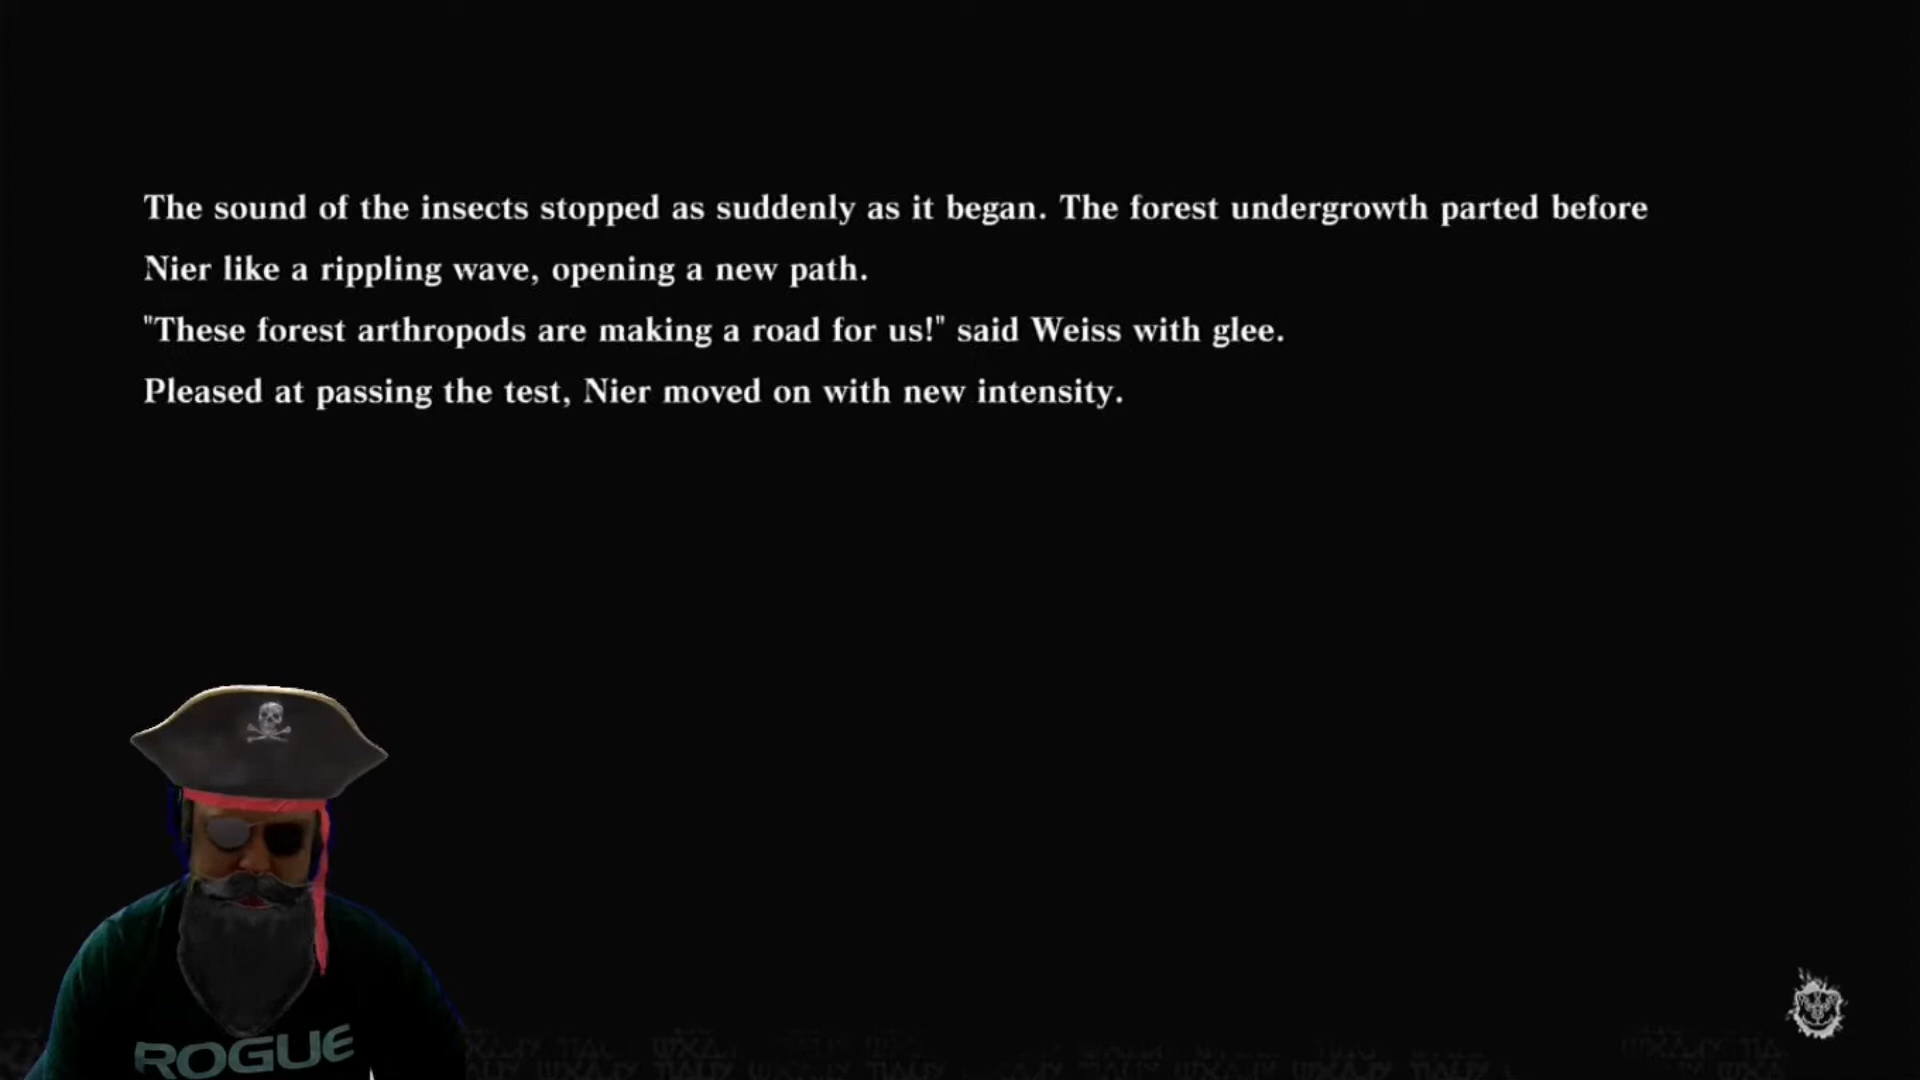 The sound of the insects stopped as suddenly as it began. The forest undergrowth parted before
Nier like a rippling wave, opening a new path.
"These forest arthropods are making a road for us!" said Weiss with glee.
Pleased at passing the test, Nier moved on with new intensity.
ROGUE